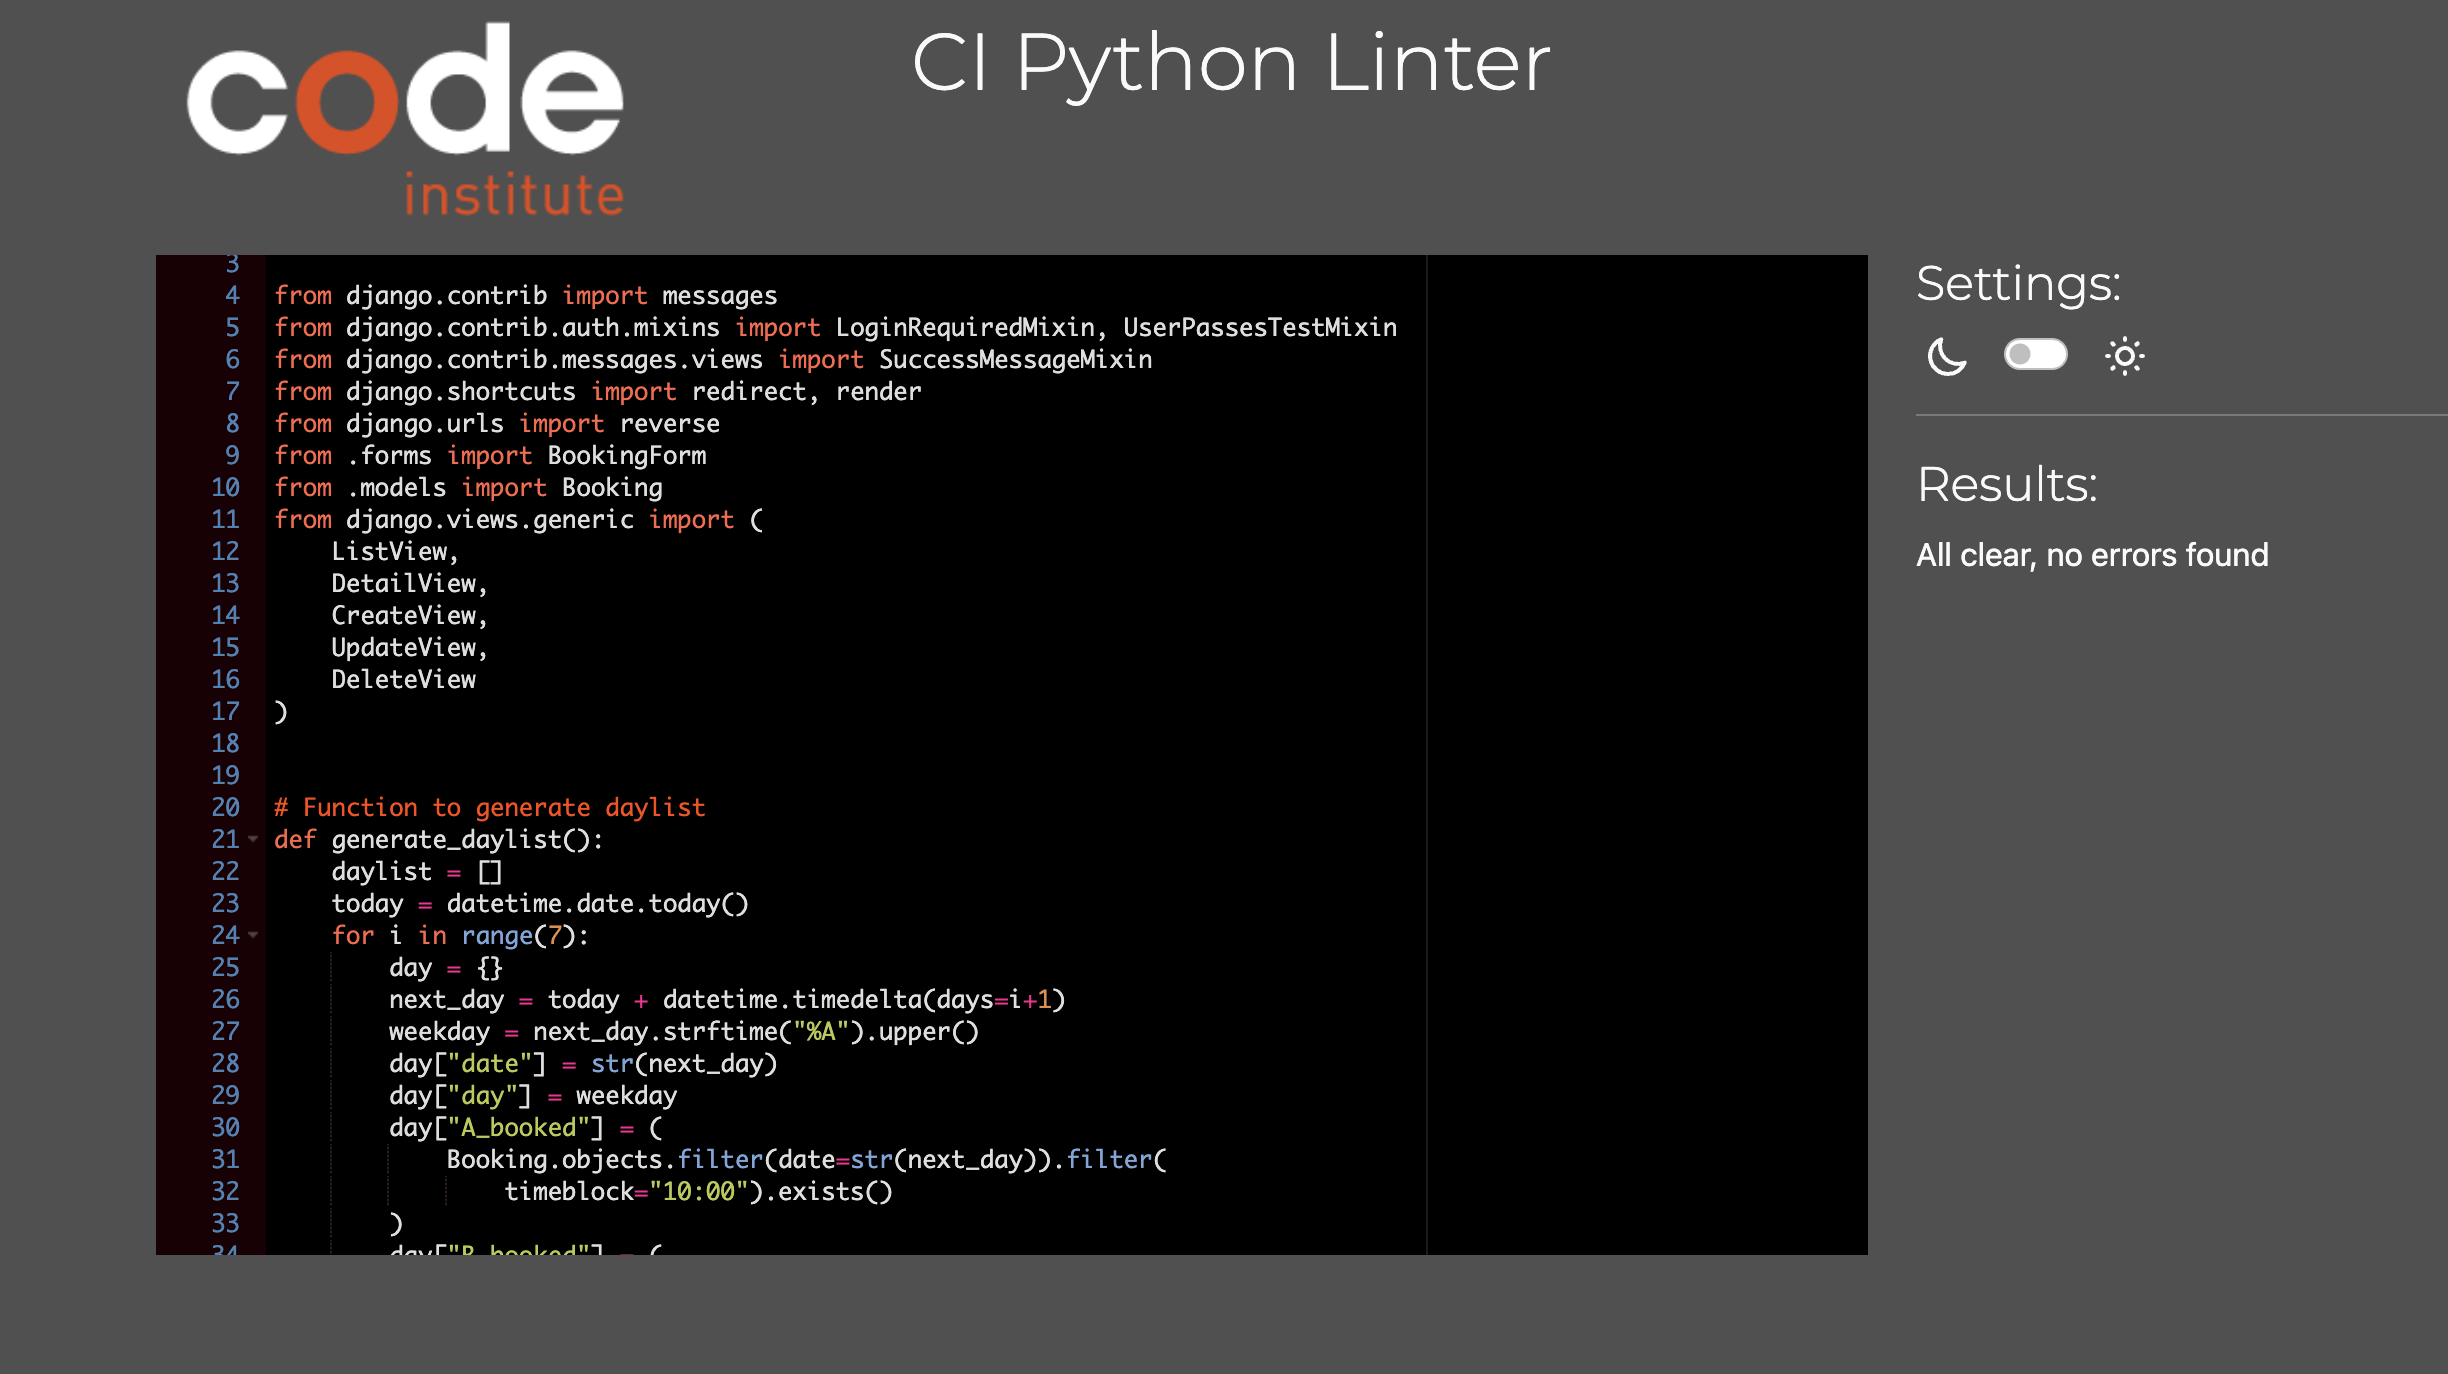 code
institute
CI Python Linter
3
4 from django.contrib import messages
5 from django.contrib.auth.mixins import LoginRequiredMixin, UserPassesTestMixin
6 from django.contrib.messages.views import SuccessMessageMixin
7 from django.shortcuts import redirect, render
8 from django.urls import reverse
9 from .forms import BookingForm
10 from .models import Booking
11 from django.views.generic import (
12     ListView,
13     DetailView,
14     CreateView,
15     UpdateView,
16     DeleteView
17 )
18
19
20 # Function to generate daylist
21 def generate_daylist():
22     daylist = []
23     today = datetime.date.today()
24     for i in range(7):
25         day = {}
26         next_day = today + datetime.timedelta(days=i+1)
27         weekday = next_day.strftime("%A").upper()
28         day["date"] = str(next_day)
29         day["day"] = weekday
30         day["A_booked"] = (
31             Booking.objects.filter(date=str(next_day)).filter(
32                 timeblock="10:00").exists()
33         )
34         day["B_booked"] = (
Settings:
Results:
All clear, no errors found